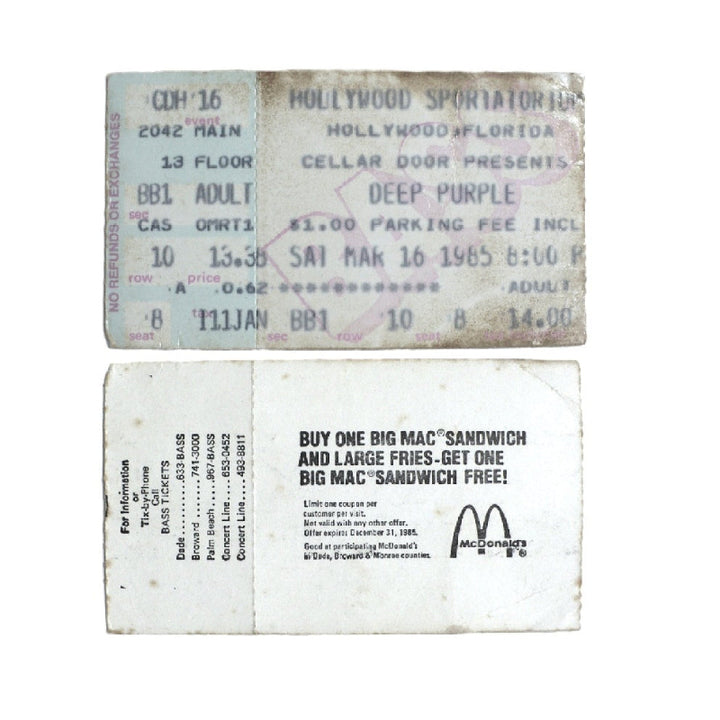 NO REFUNDS OR EXCHANGES
CDH 16 HOLLYWOOD SPORTATORIUM
event
2042 MAIN HOLLYWOOD FLORIDA
13 FLOOR CELLAR DOOR PRESENTS
BB1 ADULT DEEP PURPLE
sec
CAS OMRT1 $1.00 PARKING FEE INCL
10 13.38 SAT MAR 16 1985 8:00 P
row price
A 0.62 ************ ADULT
8 111JAN BB1 10 8 14.00
seat tax sec row seat
BASS
For Information
or
Tix-by-Phone
Call
BASS TICKETS
Dade..........633-BASS
Broward.......741-3000
Palm Beach....967-BASS
Concert Line....653-0452
Concert Line....493-8811
BUY ONE BIG MAC® SANDWICH
AND LARGE FRIES-GET ONE
BIG MAC® SANDWICH FREE!
Limit one coupon per
customer per visit.
Not valid with any other offer.
Offer expires December 31, 1985.
Good at participating McDonald's
in Dade, Broward & Monroe counties.
McDonald's
®